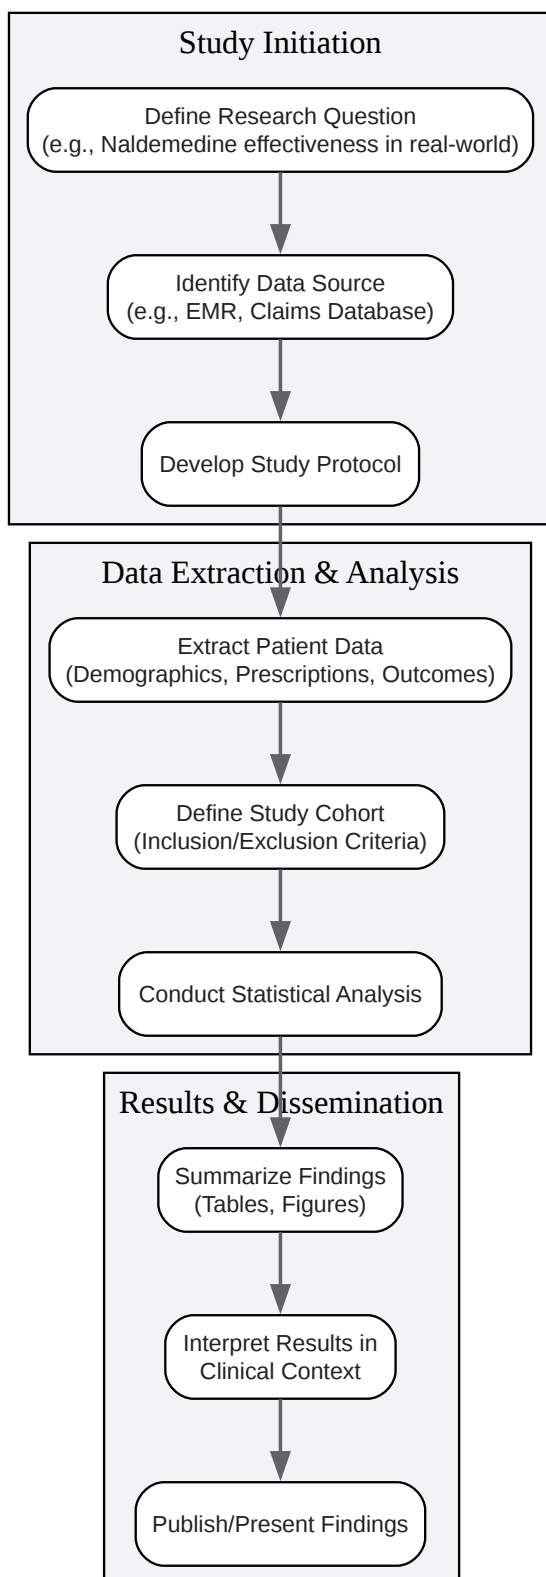 Study Initiation
Define Research Question
(e.g., Naldemedine effectiveness in real-world)
Identify Data Source
(e.g., EMR, Claims Database)
Develop Study Protocol
Data Extraction & Analysis
Extract Patient Data
(Demographics, Prescriptions, Outcomes)
Define Study Cohort
(Inclusion/Exclusion Criteria)
Conduct Statistical Analysis
Results & Dissemination
Summarize Findings
(Tables, Figures)
Interpret Results in
Clinical Context
Publish/Present Findings